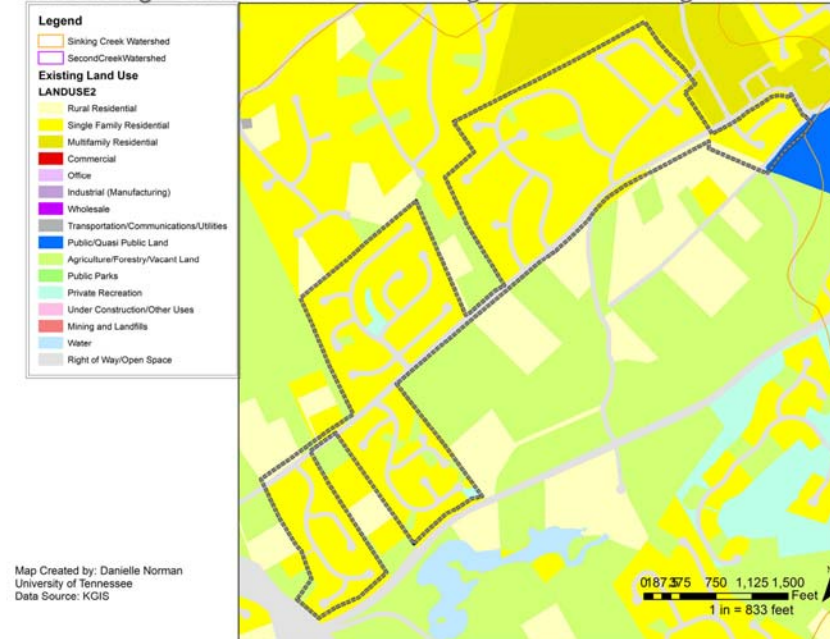 Legend
Sinking Creek Watershed
SecondCreekWatershed
Existing Land Use
LANDUSE2
Rural Residential
Single Family Residential
Multifamily Residential
Commercial
Office
Industrial (Manufacturing)
Wholesale
Transportation/Communications/Utilities
Public/Quasi Public Land
Agriculture/Forestry/Vacant Land
Public Parks
Private Recreation
Under Construction/Other Uses
Mining and Landfills
Water
Right of Way/Open Space
Map Created by: Danielle Norman
University of Tennessee
Data Source: KGIS
0187.5375 750 1,125 1,500
Feet
1 in = 833 feet